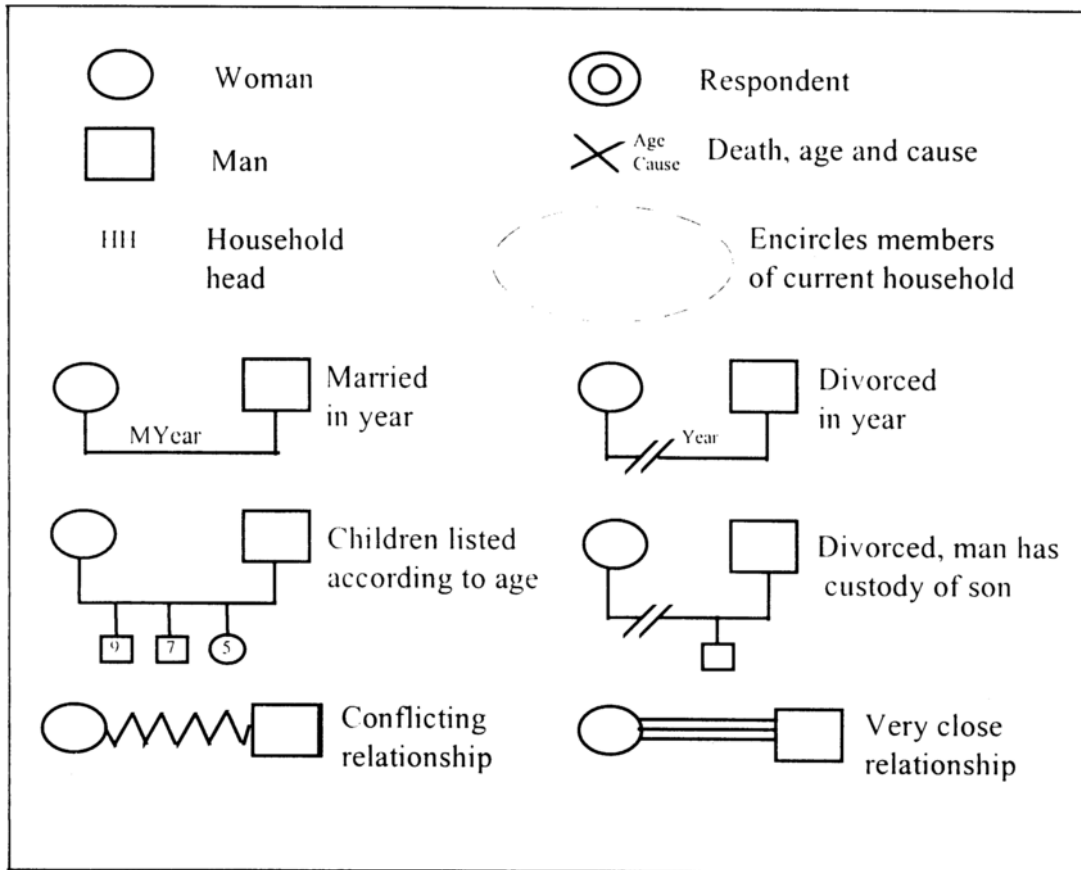 Woman
Respondent
Man
Age
Cause
Death, age and cause
HH
Household
head
Encircles members
of current household
Married
in year
MYear
Divorced
in year
Year
Children listed
according to age
9 7 5
Divorced, man has
custody of son
Conflicting
relationship
Very close
relationship